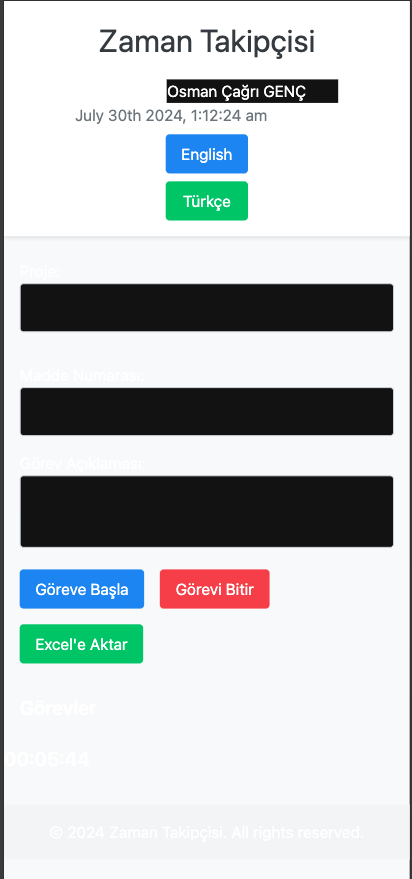 Zaman Takipçisi
Osman Çağrı GENÇ
July 30th 2024, 1:12:24 am
English
Türkçe
Proje:
Madde Numarası:
Görev Açıklaması:
Göreve Başla Görevi Bitir
Excel'e Aktar
Görevler
00:05:44
© 2024 Zaman Takipçisi. All rights reserved.